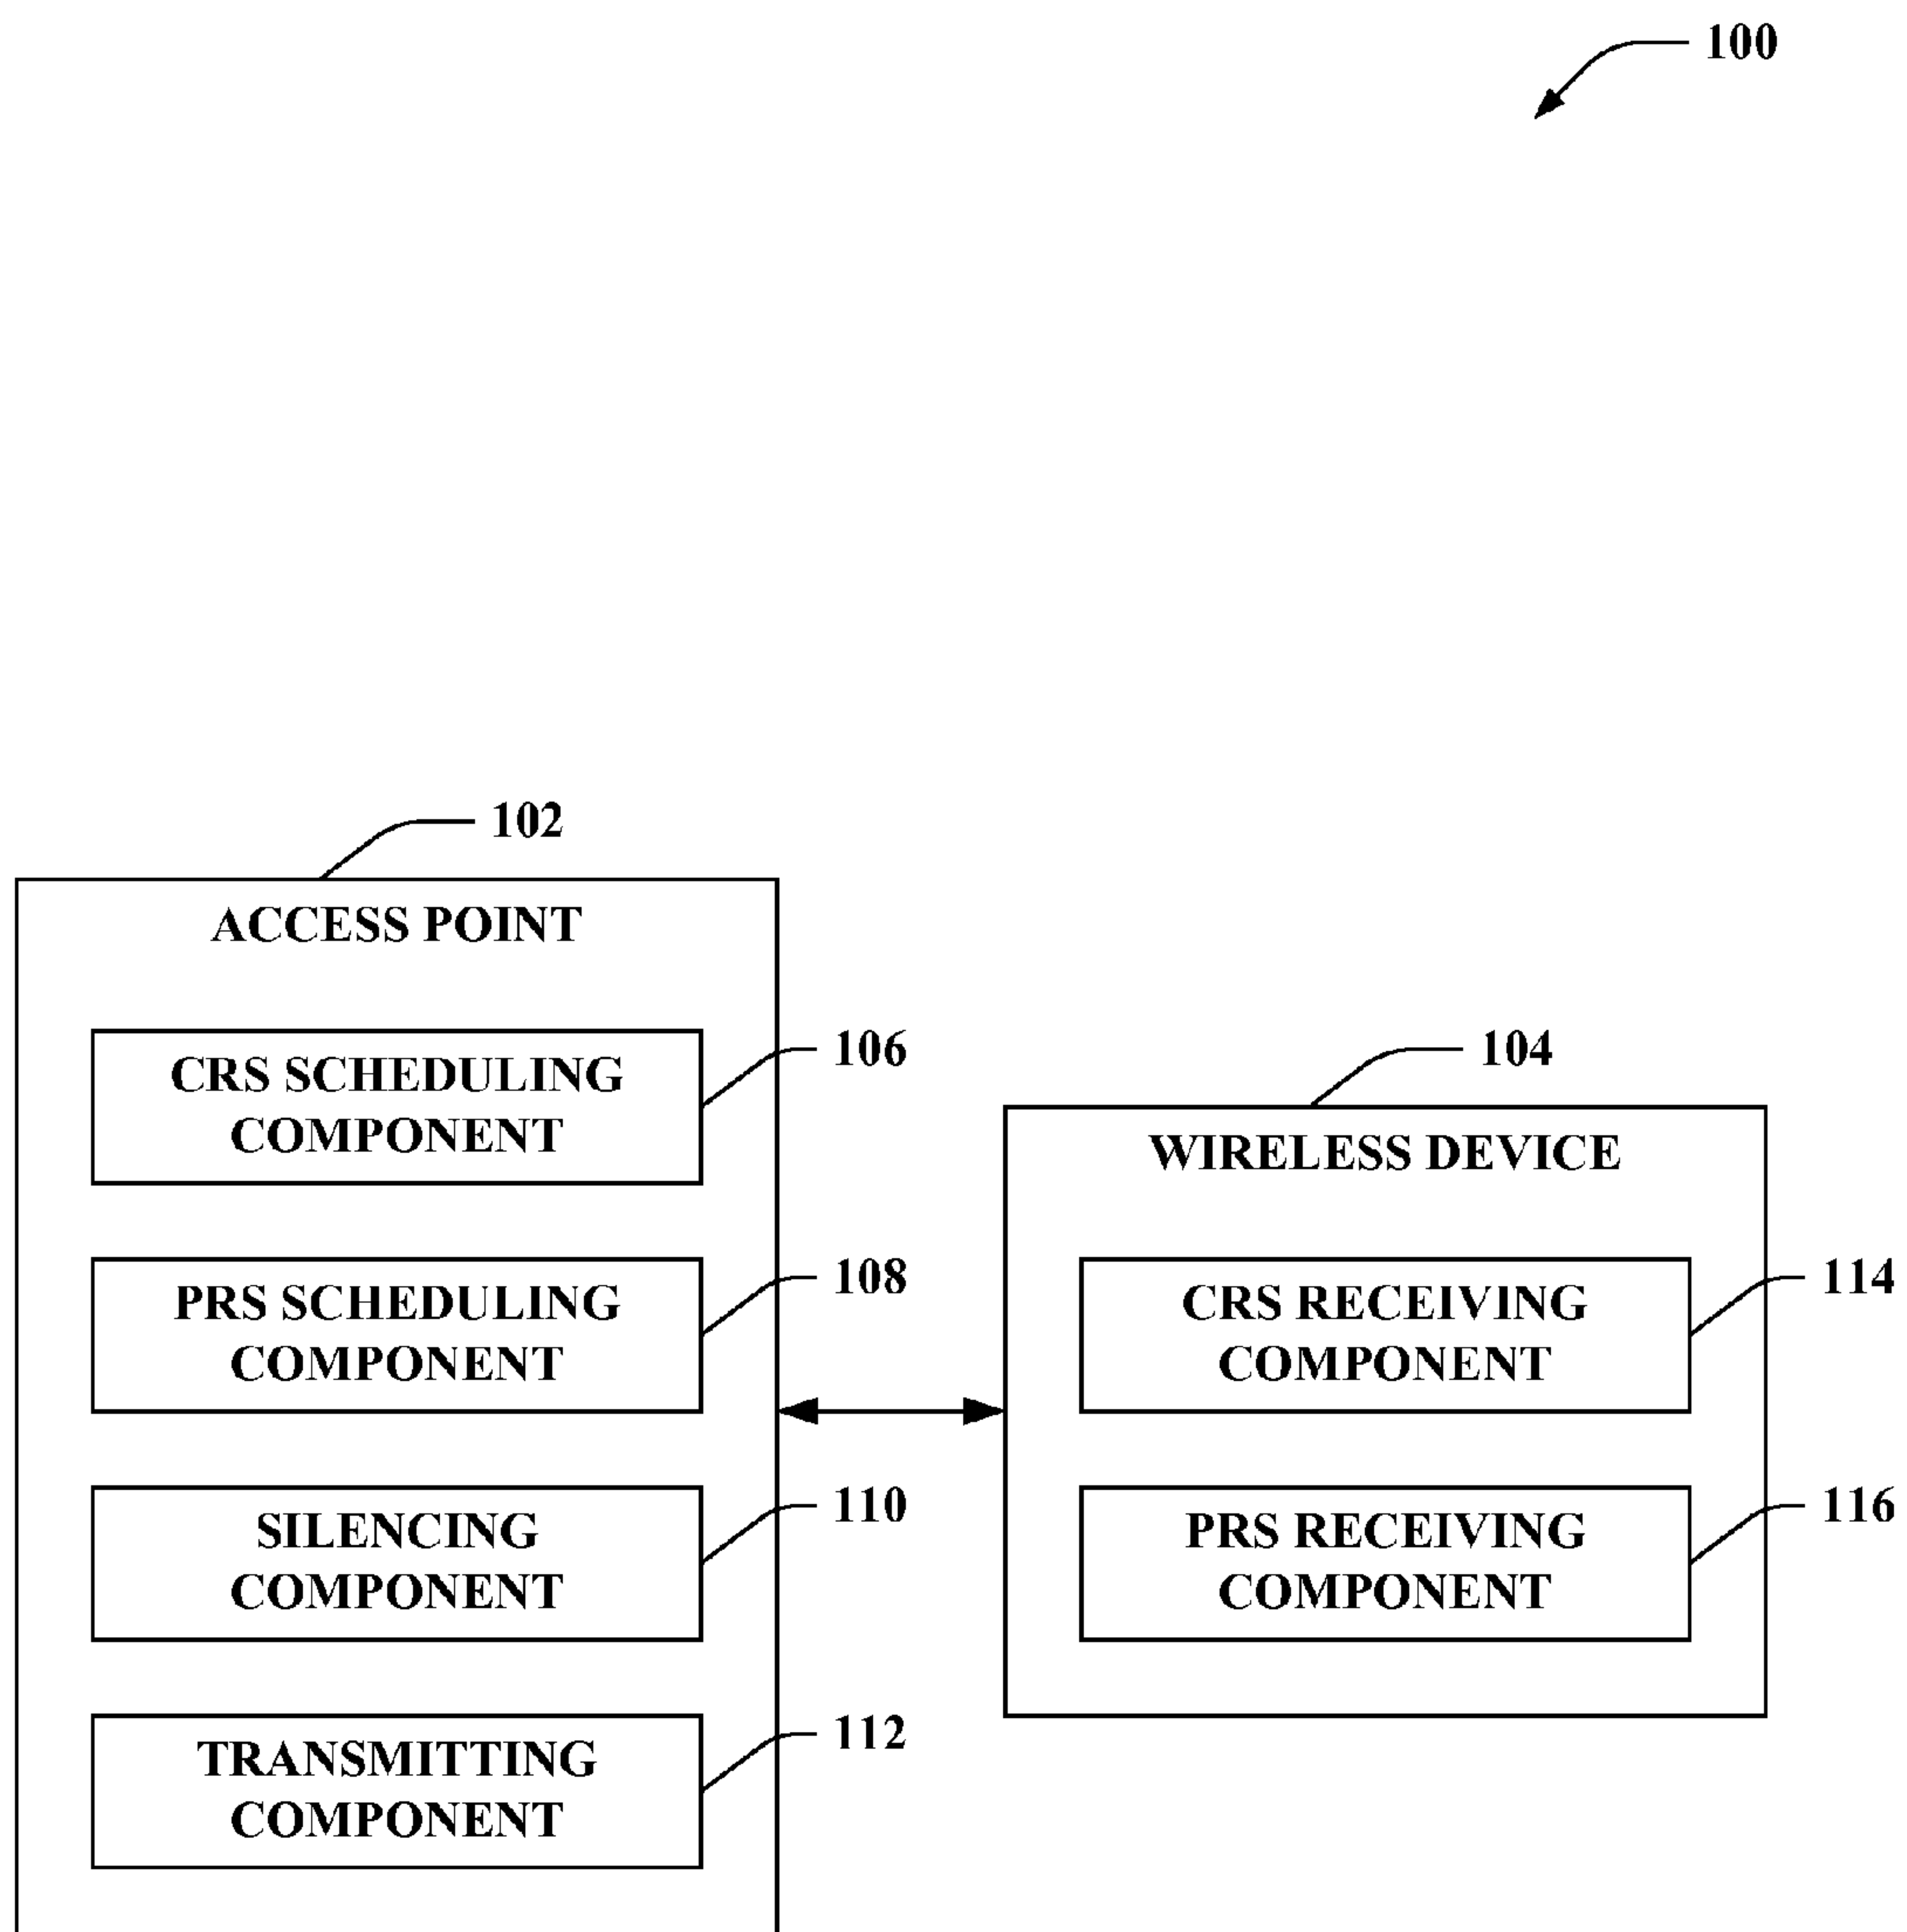 100
102
ACCESS POINT
CRS SCHEDULING
COMPONENT
106
PRS SCHEDULING
COMPONENT
108
SILENCING
COMPONENT
110
TRANSMITTING
COMPONENT
112
104
WIRELESS DEVICE
CRS RECEIVING
COMPONENT
114
PRS RECEIVING
COMPONENT
116